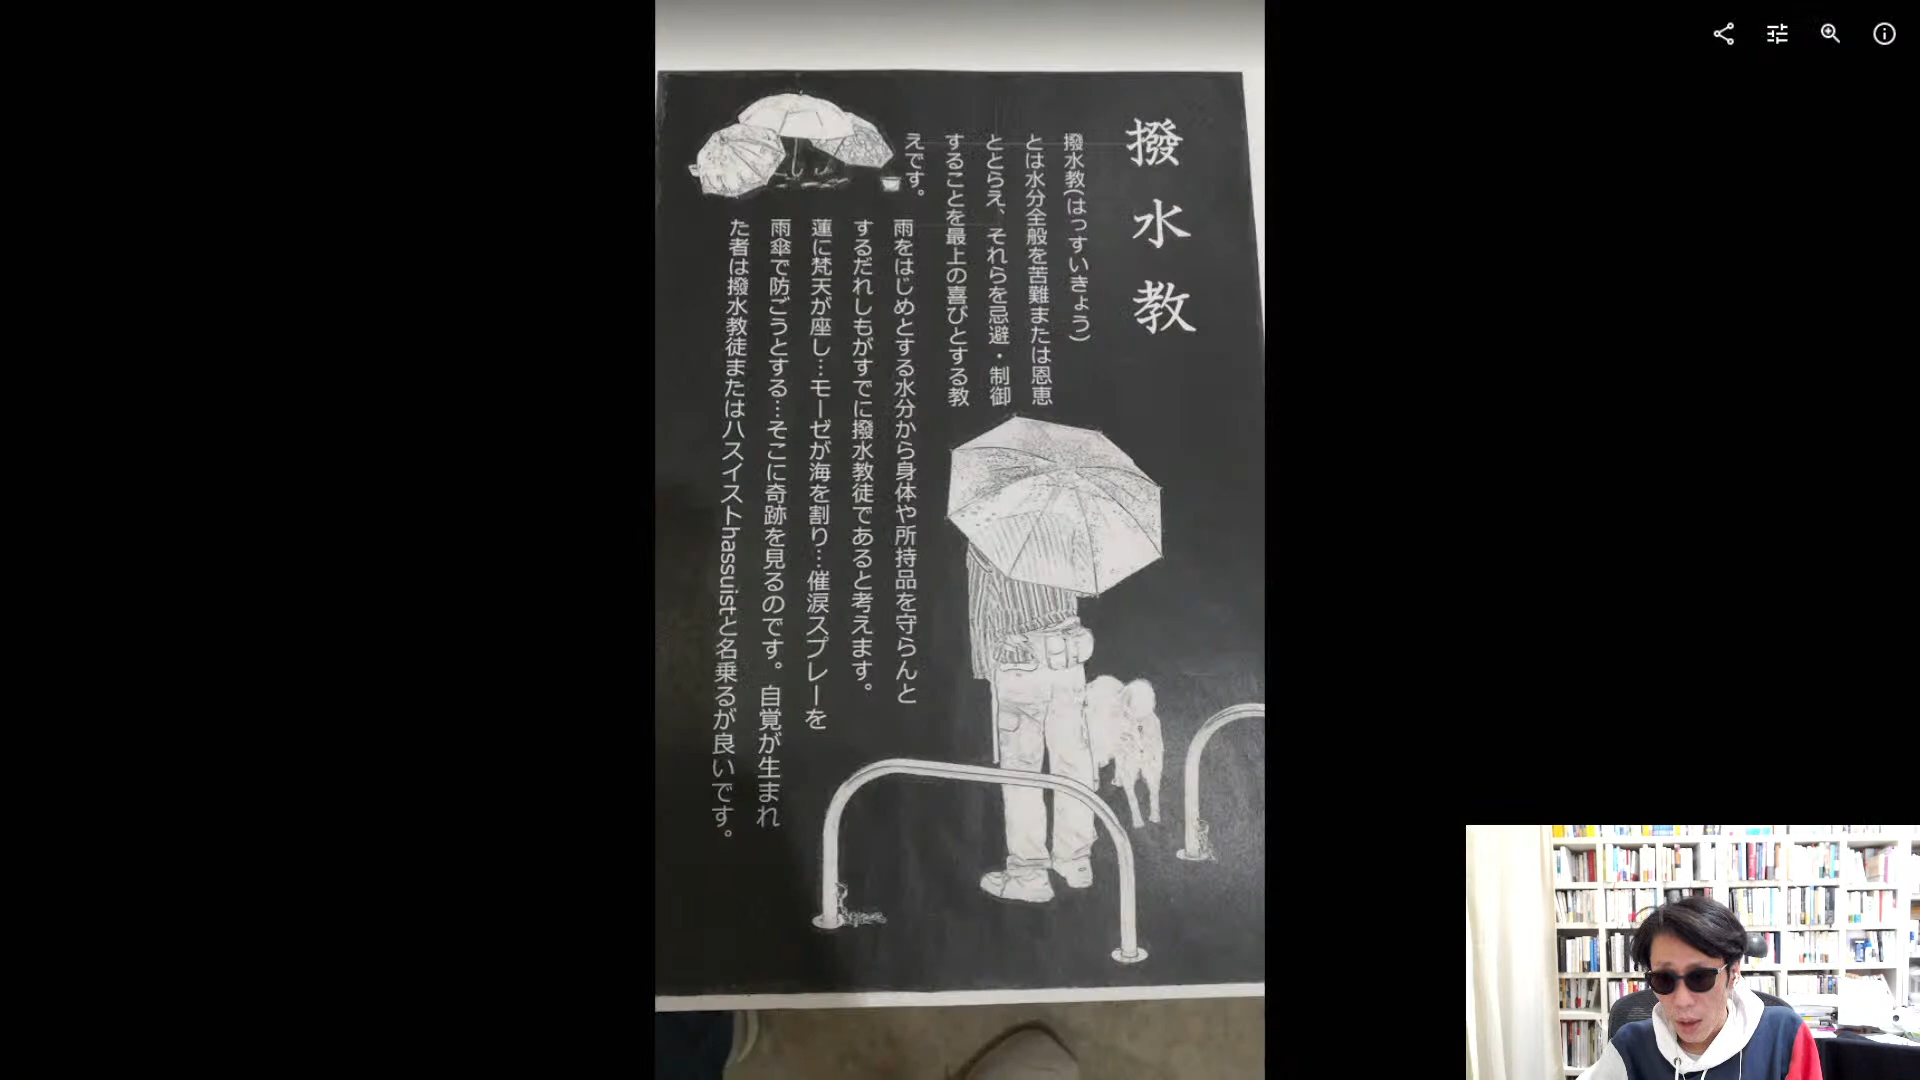 撥水教
撥水教(はっすいきょう)
とは水分全般を苦難または恩恵
ととらえ、それらを忌避・制御
することを最上の喜びとする教
えです。
雨をはじめとする水分から身体や所持品を守らんと
するだれしもがすでに撥水教徒であると考えます。
蓮に梵天が座し…モーゼが海を割り…催涙スプレーを
雨傘で防ごうとする…そこに奇跡を見るのです。自覚が生まれ
た者は撥水教徒またはハスイストhassuistと名乗るが良いです。